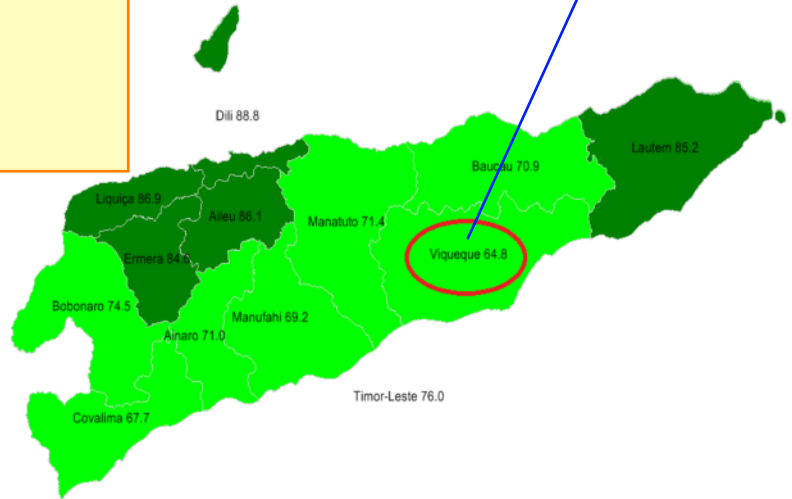 Dili 88.8
Lautem 85.2
Baucau 70.9
Liquiça 86.9
Aileu 86.1
Manatuto 71.4
Viqueque 64.8
Ermera 84.6
Bobonaro 74.5
Manufahi 69.2
Ainaro 71.0
Timor-Leste 76.0
Covalima 67.7